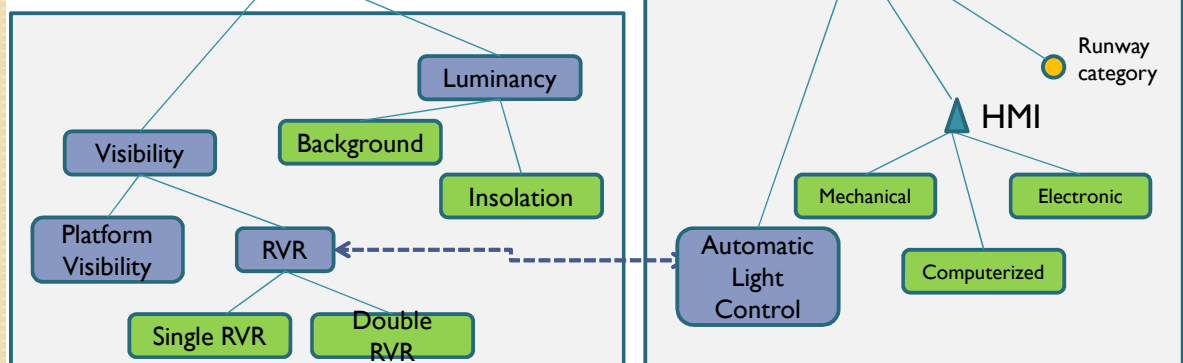 Luminancy
Background
Visibility
Insolation
Platform
Visibility
RVR
Single RVR
Double
RVR
Runway
category
HMI
Mechanical
Electronic
Automatic
Light
Control
Computerized